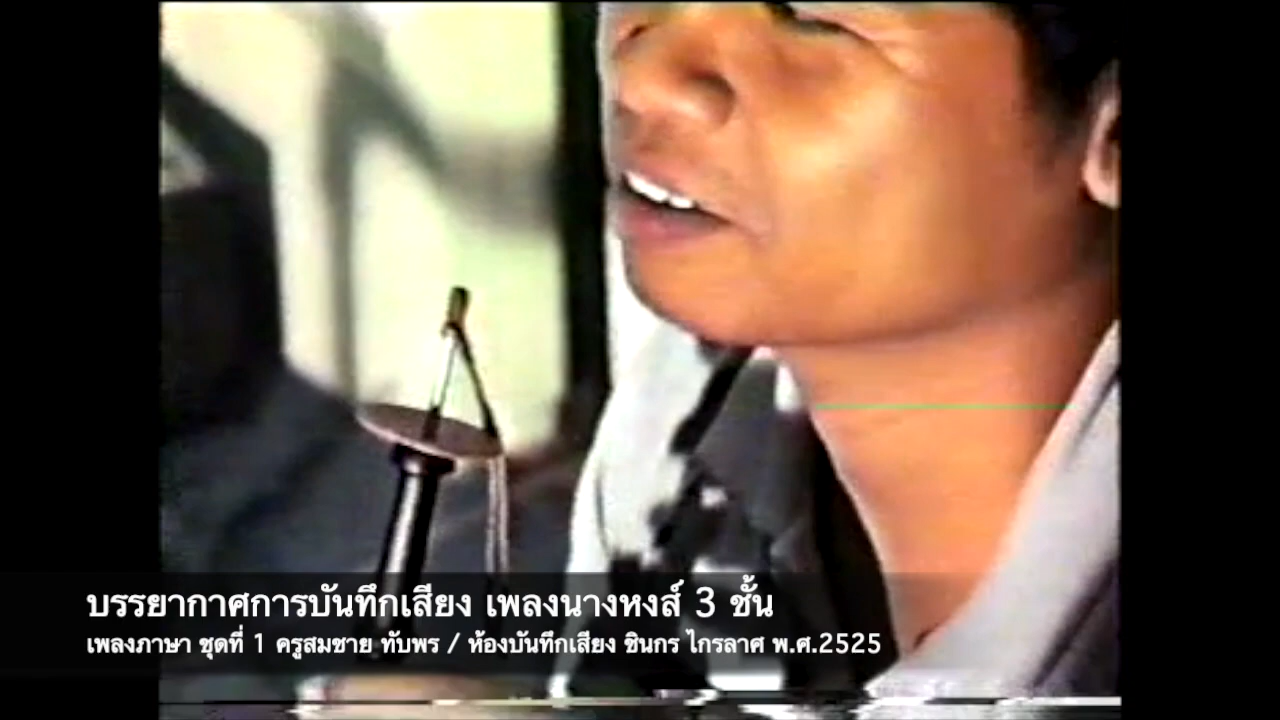 บรรยากาศการบันทึกเสียง เพลงนางหงส์ 3 ชั้น
เพลงภาษา ชุดที่ 1 ครูสมชาย ทับพร / ห้องบันทึกเสียง ชินกร ไกรลาศ พ.ศ.2525